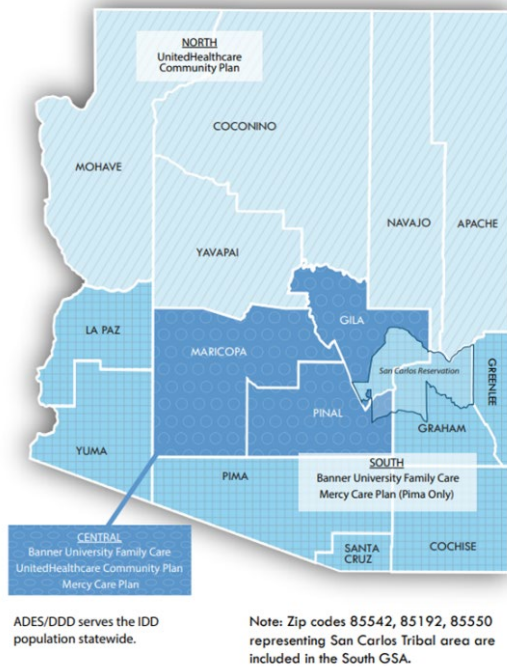 NORTH
UnitedHealthcare
Community Plan
COCONINO
MOHAVE
NAVAJO
APACHE
YAVAPAI
LA PAZ
GILA
MARICOPA
San Carlos Reservation
GREENLEE
PINAL
GRAHAM
YUMA
PIMA
SOUTH
Banner University Family Care
Mercy Care Plan (Pima Only)
CENTRAL
Banner University Family Care
UnitedHealthcare Community Plan
Mercy Care Plan
SANTA
CRUZ
COCHISE
ADES/DDD serves the IDD
population statewide.
Note: Zip codes 85542, 85192, 85550
representing San Carlos Tribal area are
included in the South GSA.